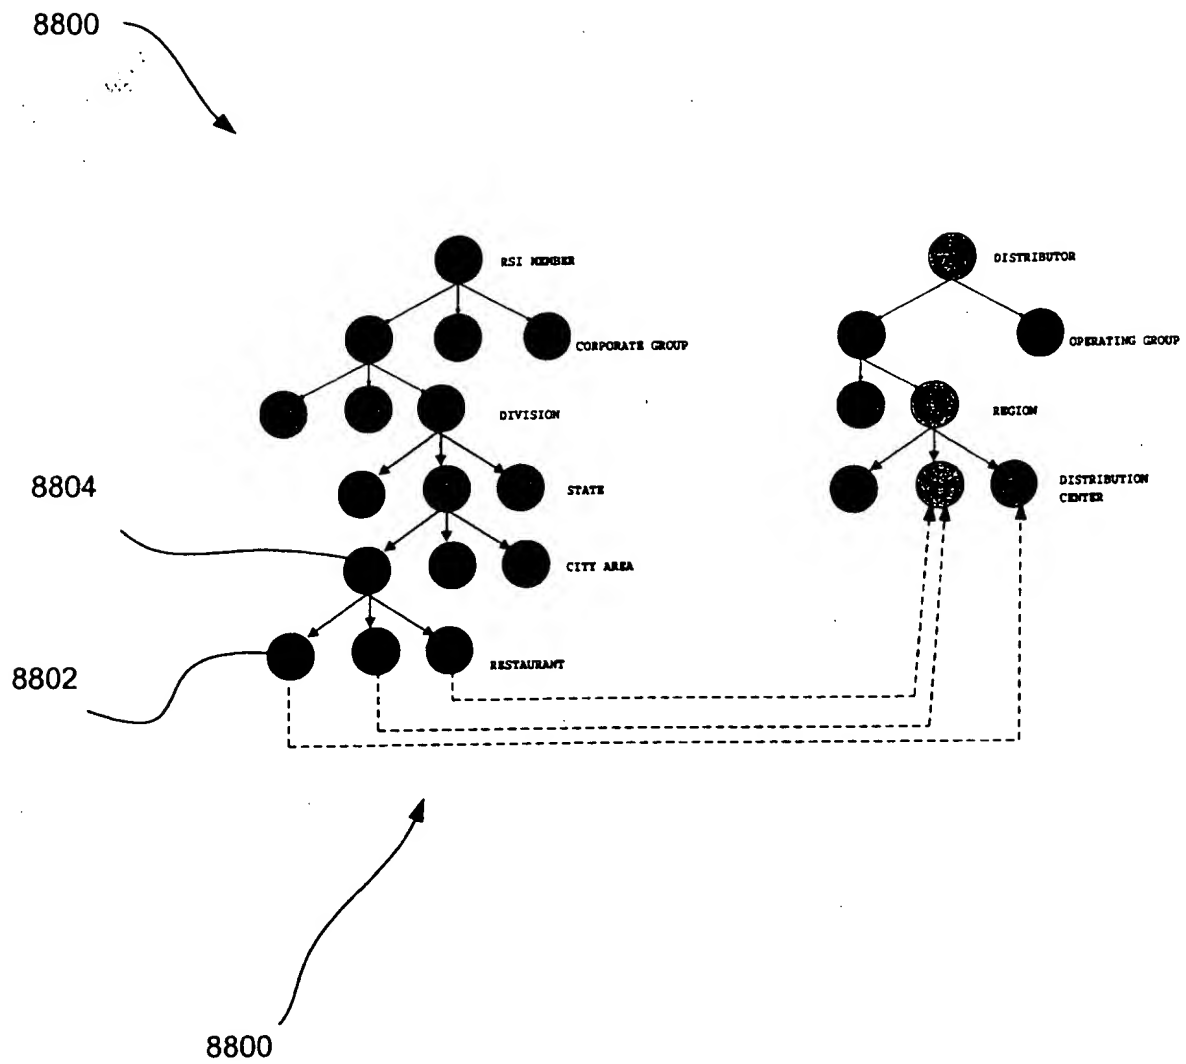 8800
RSI MEMBER
DISTRIBUTOR
CORPORATE GROUP
OPERATING GROUP
DIVISION
REGION
8804
STATE
DISTRIBUTION
CENTER
CITY AREA
RESTAURANT
8802
8800